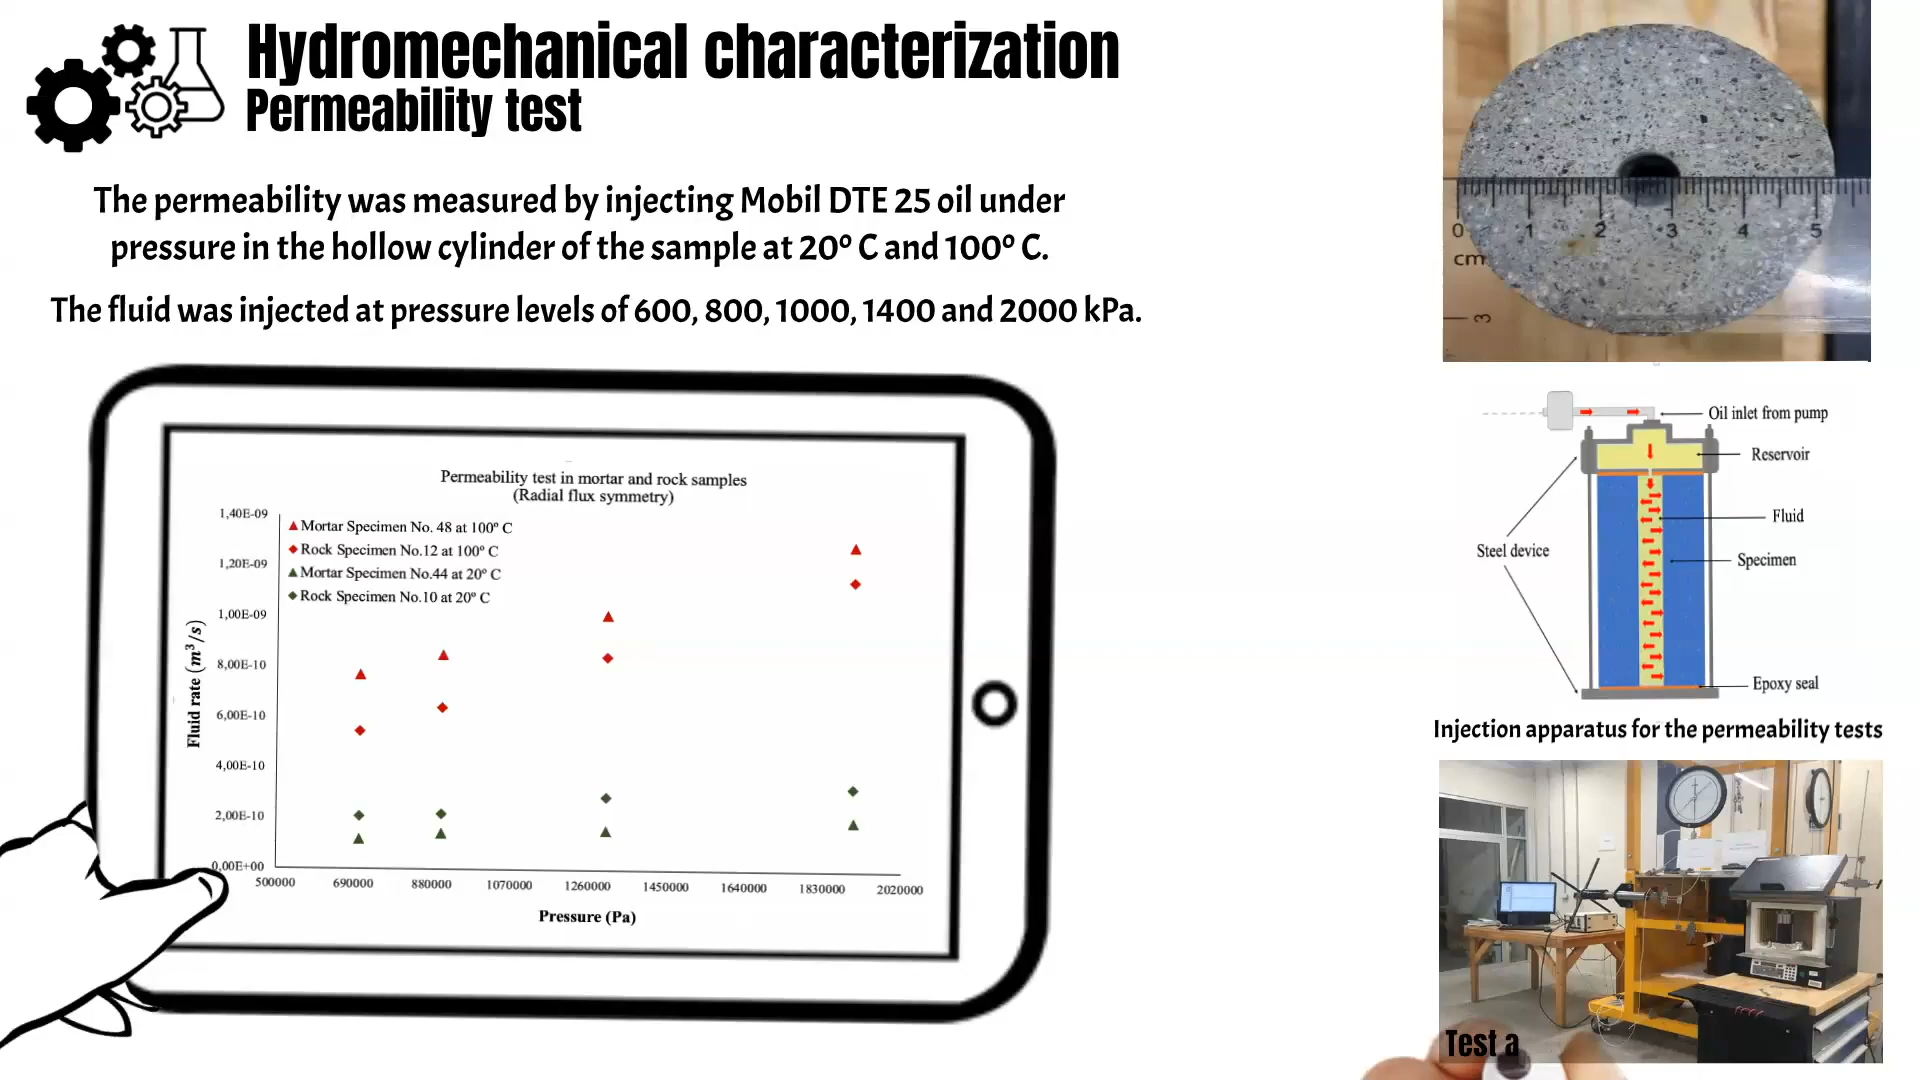 Hydromechanical characterization
Permeability test
The permeability was measured by injecting Mobil DTE 25 oil under
pressure in the hollow cylinder of the sample at 20º C and 100º C.
The fluid was injected at pressure levels of 600, 800, 1000, 1400 and 2000 kPa.
Permeability test in mortar and rock samples
(Radial flux symmetry)
Mortar Specimen No. 48 at 100º C
Rock Specimen No.12 at 100º C
Mortar Specimen No.44 at 20º C
Rock Specimen No.10 at 20º C
1,40E-09
1,20E-09
1,00E-09
8,00E-10
6,00E-10
4,00E-10
2,00E-10
0,00E+00
Fluid rate (m³/s)
500000 690000 880000 1070000 1260000 1450000 1640000 1830000 2020000
Pressure (Pa)
0 1 2 3 4 5
cm
3
Oil inlet from pump
Reservoir
Fluid
Steel device
Specimen
Epoxy seal
Injection apparatus for the permeability tests
Test a